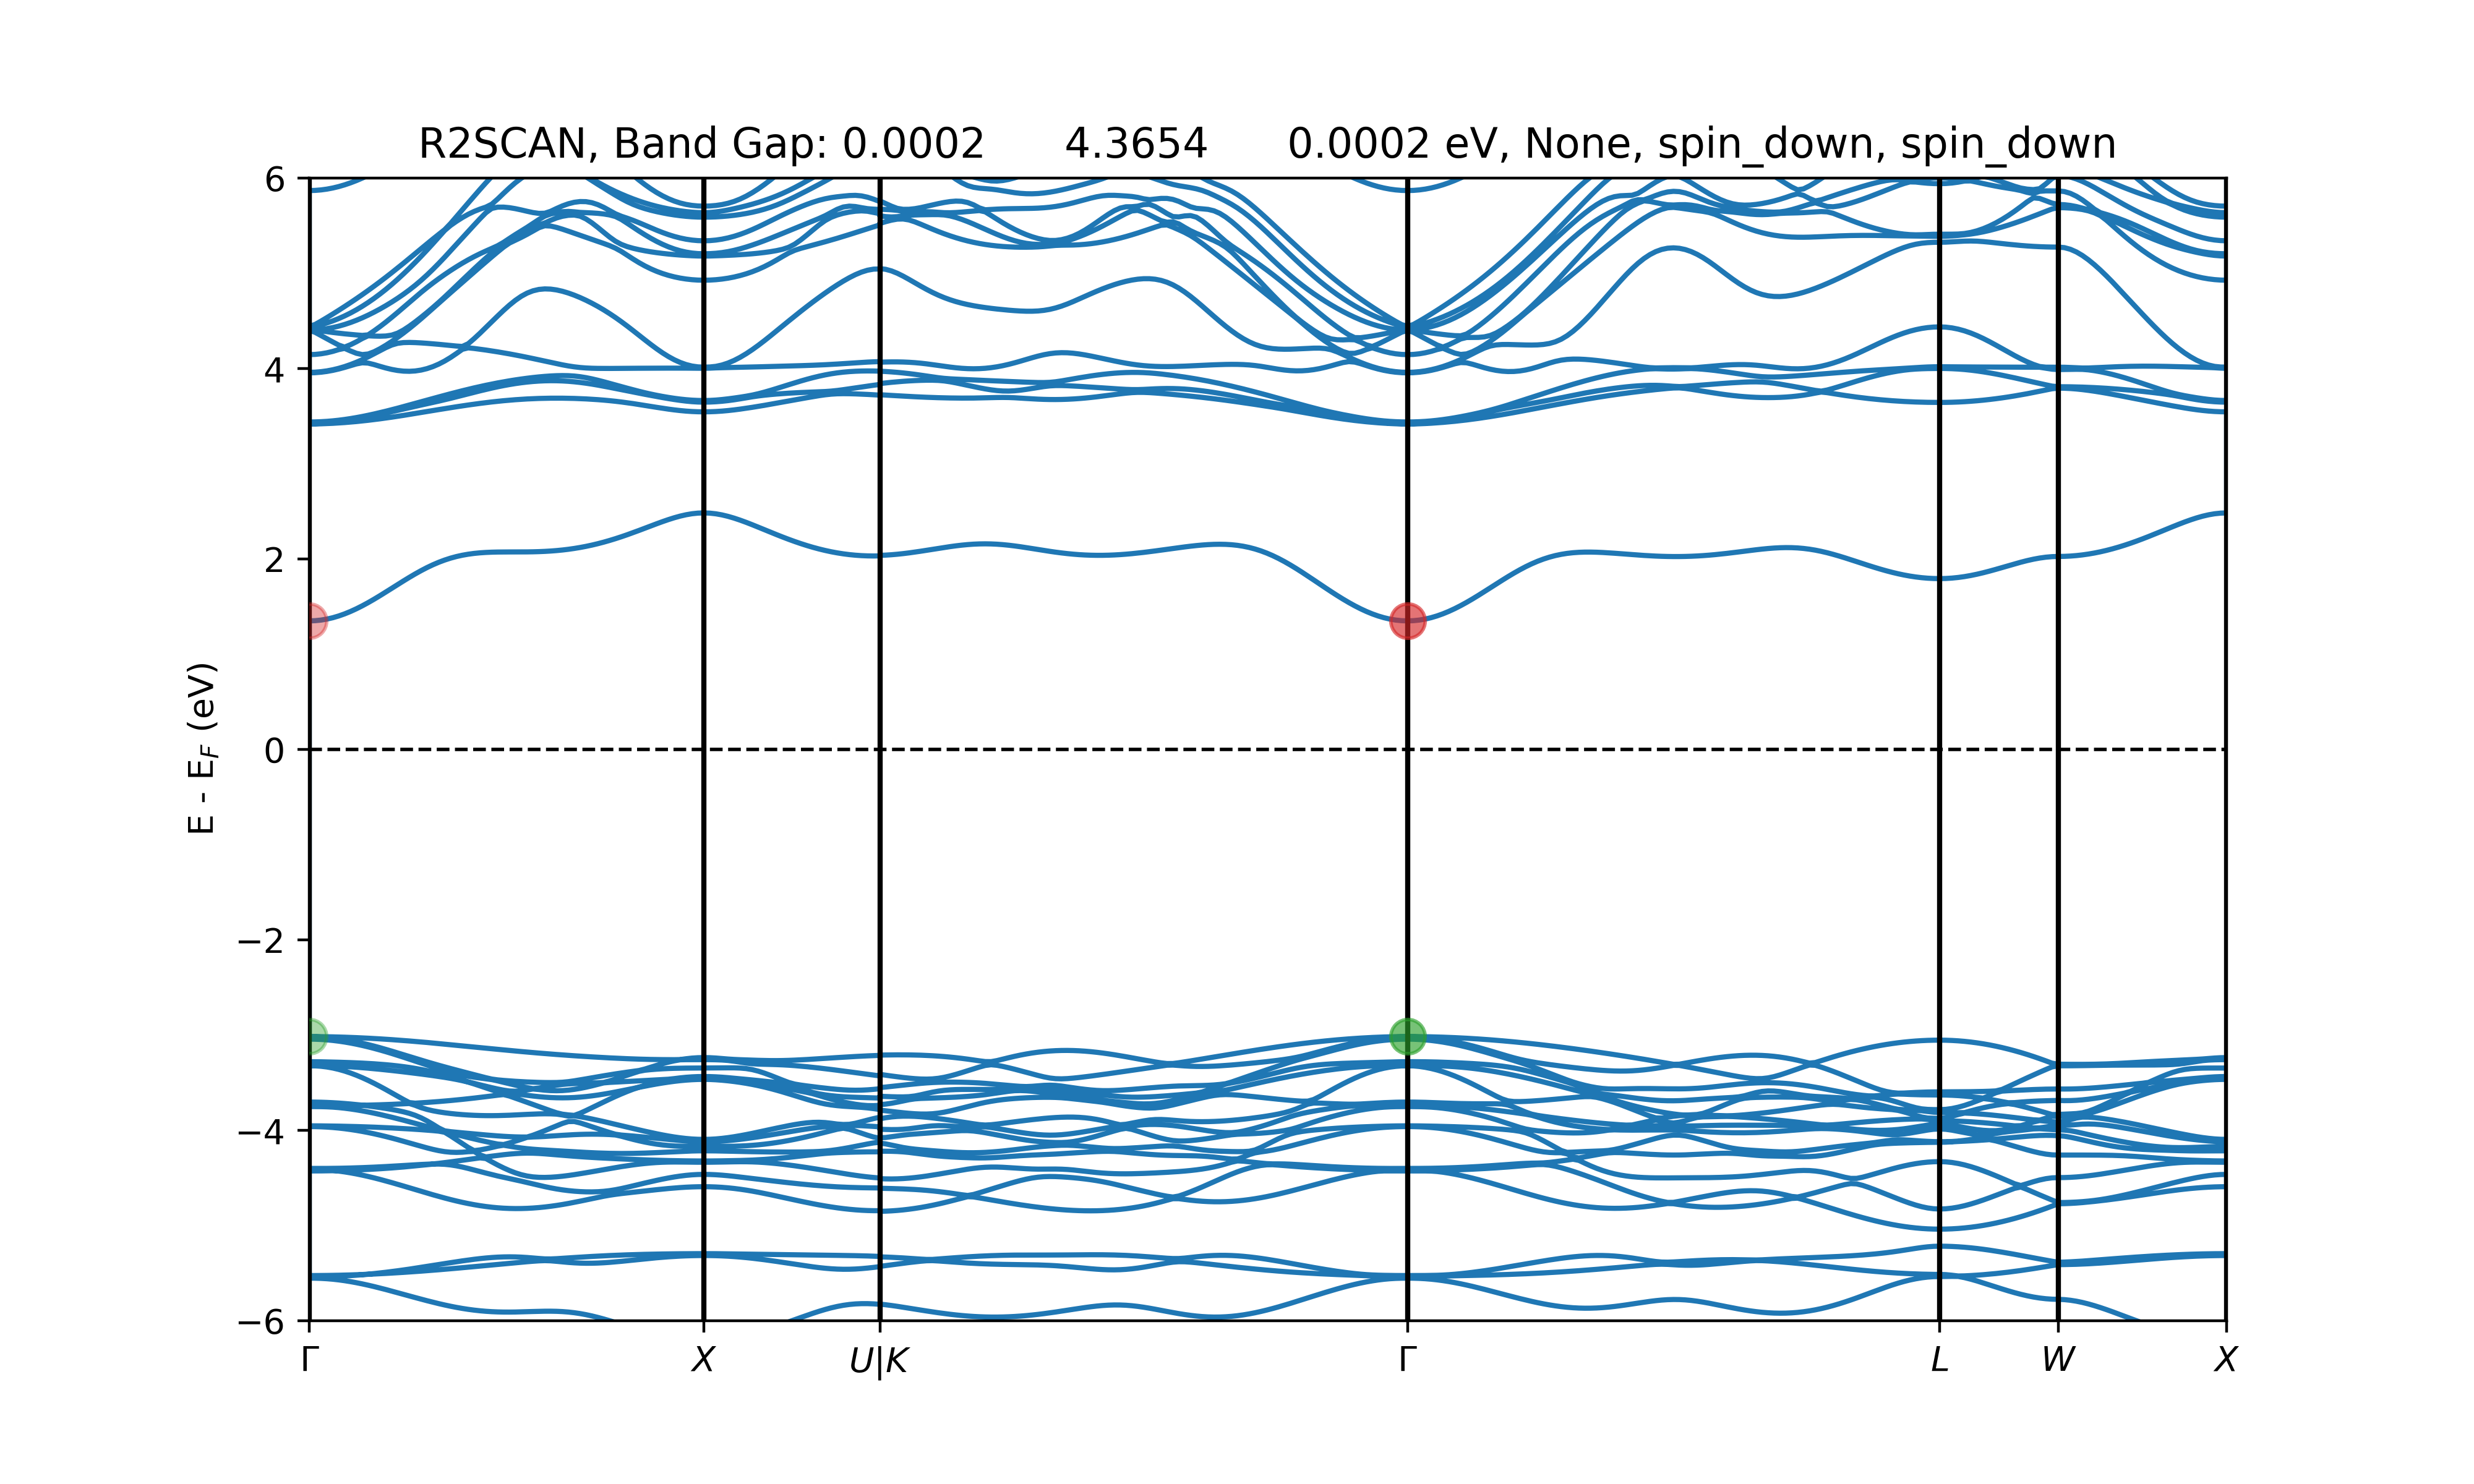 R2SCAN, Band Gap: 0.0002 4.3654 0.0002 eV, None, spin_down, spin_down
E - E_F (eV)
6
4
2
0
−2
−4
−6
Γ X U|K Γ L W X